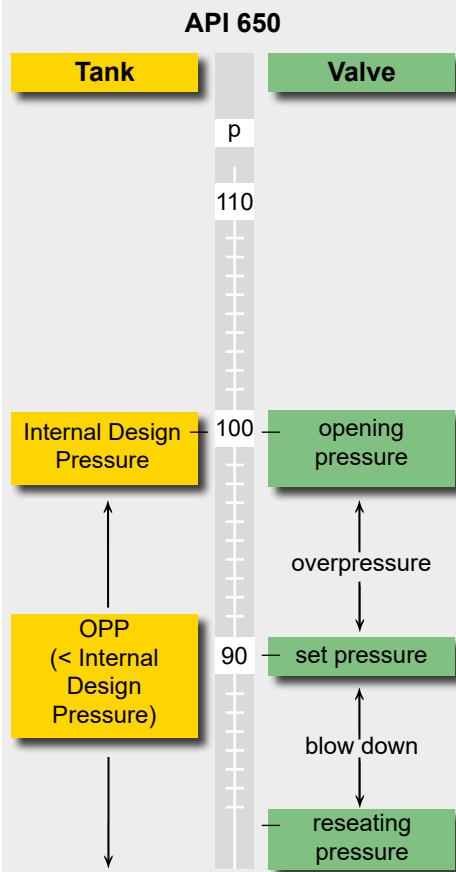 API 650
Tank
Valve
p
110
Internal Design
Pressure
100
opening
pressure
overpressure
OPP
(< Internal
Design
Pressure)
90
set pressure
blow down
reseating
pressure